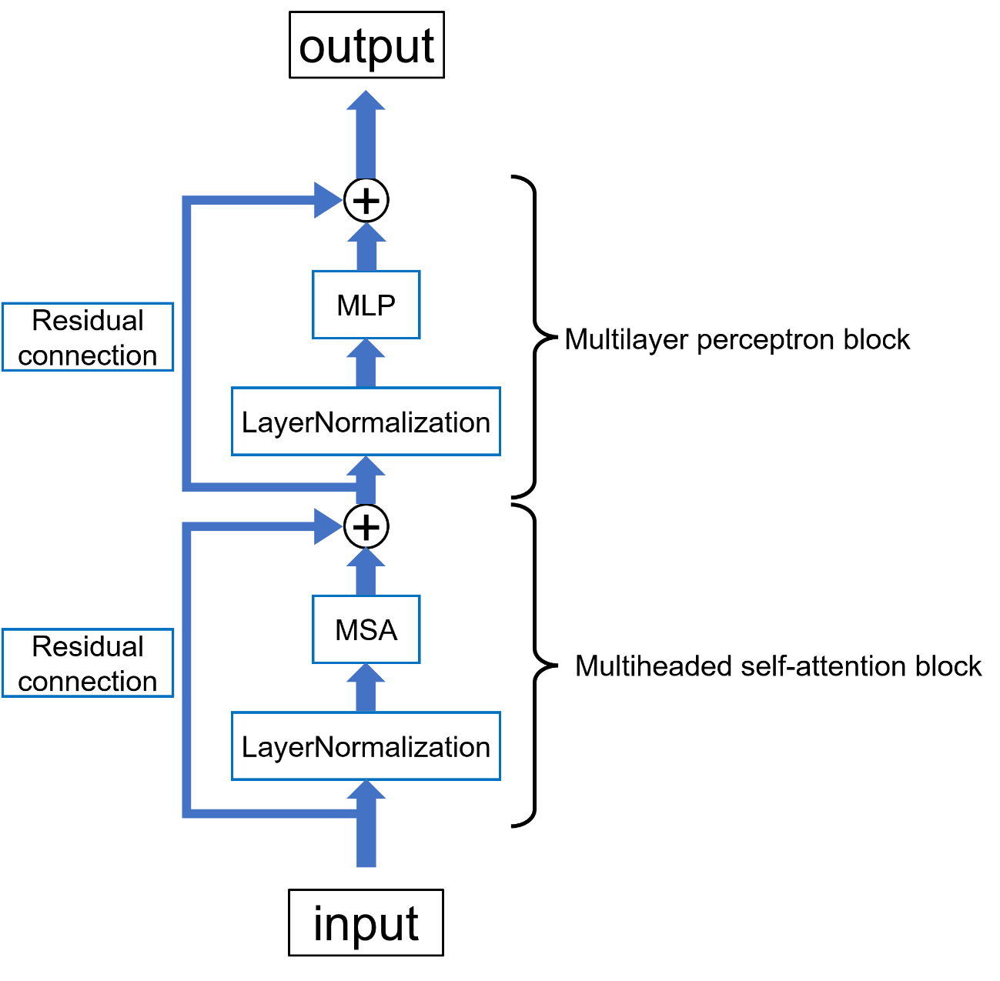 output
MLP
Residual
connection
Multilayer perceptron block
LayerNormalization
MSA
Residual
connection
Multiheaded self-attention block
LayerNormalization
input